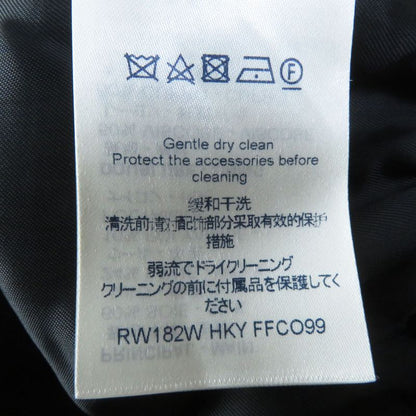 F
Gentle dry clean
Protect the accessories before
cleaning
缓和干洗
清洗前请对配饰部分采取有效的保护
措施
弱流でドライクリーニング
クリーニングの前に付属品を保護してく
ださい
RW182W HKY FFCO99
PRINCIPAL - MAIN